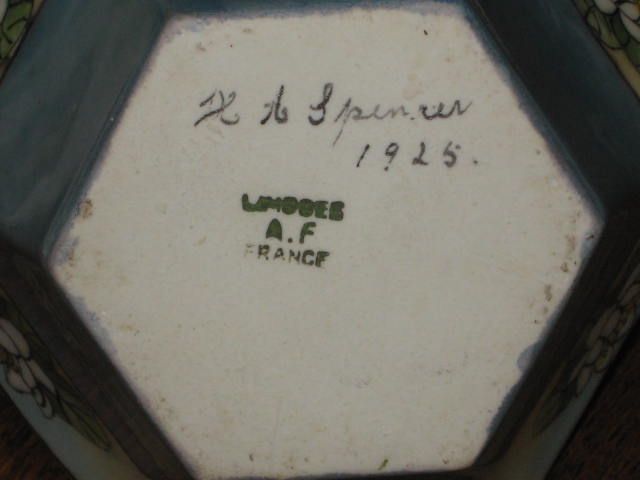 H A Spencer
1925.
LIMOGES
A.F
FRANCE